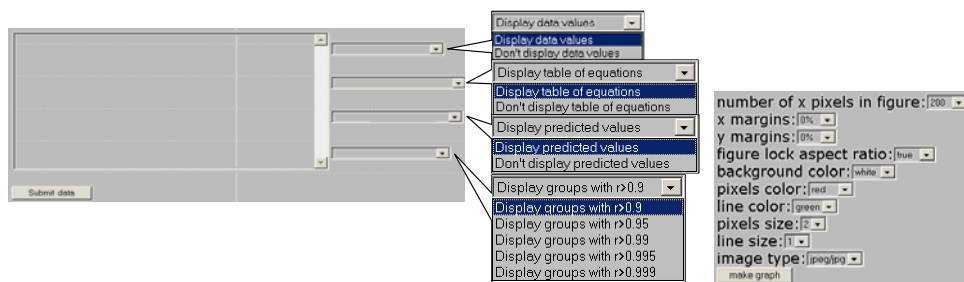 Submit data
Display data values
Display data values
Don't display data values
Display table of equations
Display table of equations
Don't display table of equations
Display predicted values
Display predicted values
Don't display predicted values
Display groups with r>0.9
Display groups with r>0.9
Display groups with r>0.95
Display groups with r>0.99
Display groups with r>0.995
Display groups with r>0.999
number of x pixels in figure: 200
x margins: 0%
y margins: 0%
figure lock aspect ratio: true
background color: white
pixels color: red
line color: green
pixels size: 2
line size: 1
image type: jpeg/jpg
make graph